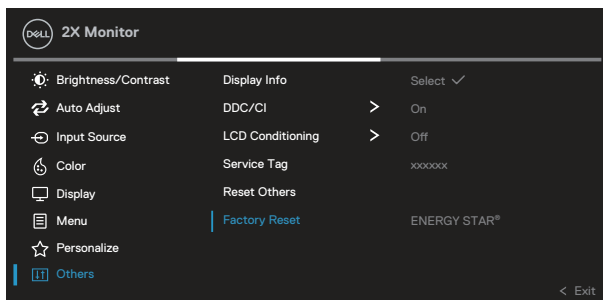 DELL 2X Monitor
Brightness/Contrast Display Info Select ✓
Auto Adjust DDC/CI > On
Input Source LCD Conditioning > Off
Color Service Tag xxxxxx
Display Reset Others
Menu Factory Reset ENERGY STAR®
Personalize
Others
< Exit